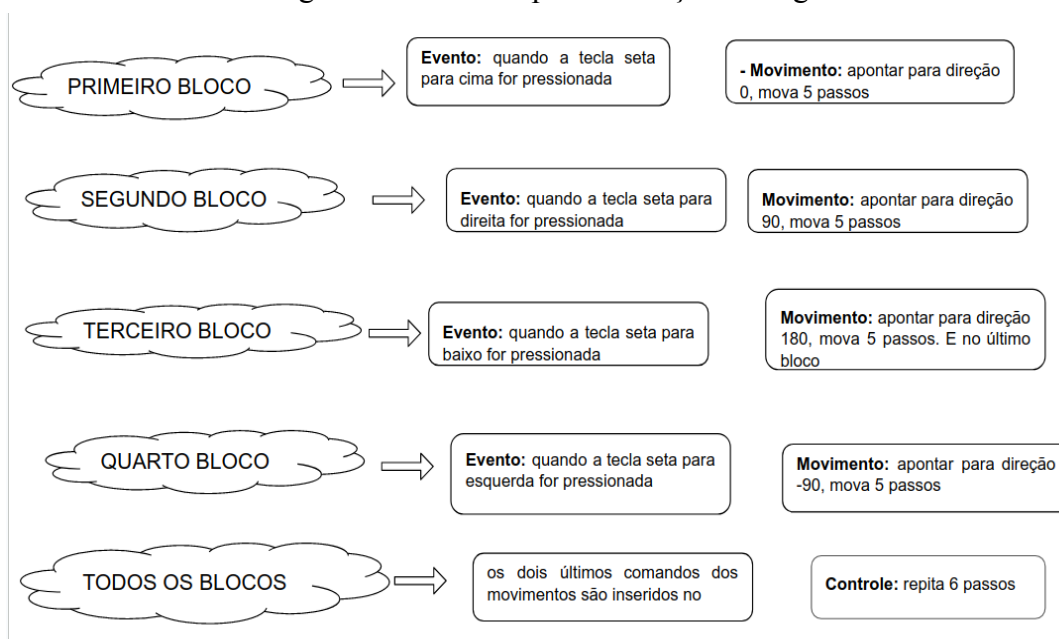 PRIMEIRO BLOCO
Evento: quando a tecla seta
para cima for pressionada
- Movimento: apontar para direção
0, mova 5 passos
SEGUNDO BLOCO
Evento: quando a tecla seta para
direita for pressionada
Movimento: apontar para direção
90, mova 5 passos
TERCEIRO BLOCO
Evento: quando a tecla seta para
baixo for pressionada
Movimento: apontar para direção
180, mova 5 passos. E no último
bloco
QUARTO BLOCO
Evento: quando a tecla seta para
esquerda for pressionada
Movimento: apontar para direção
-90, mova 5 passos
TODOS OS BLOCOS
os dois últimos comandos dos
movimentos são inseridos no
Controle: repita 6 passos